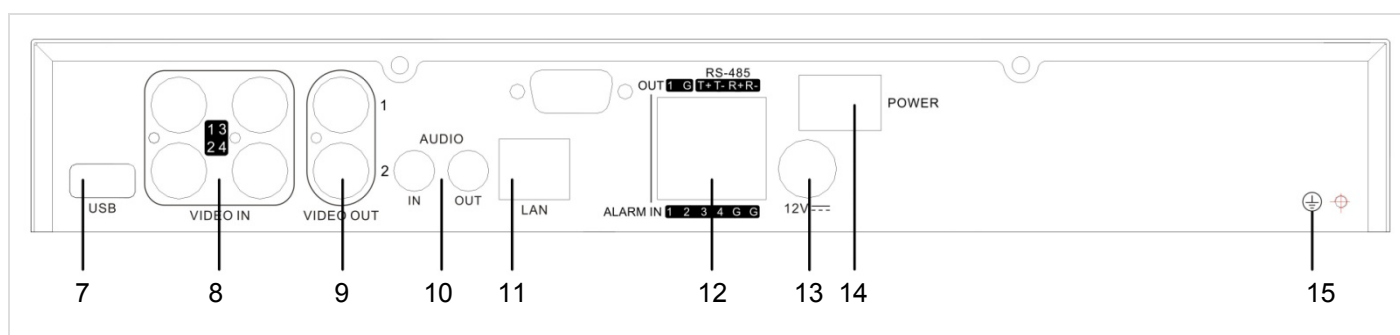 RS-485
OUT 1 G T+ T- R+ R-
POWER
1
1 3
2 4
AUDIO
2
USB
VIDEO IN
VIDEO OUT
IN
OUT
LAN
ALARM IN 1 2 3 4 G G
12V
7
8
9
10
11
12
13
14
15